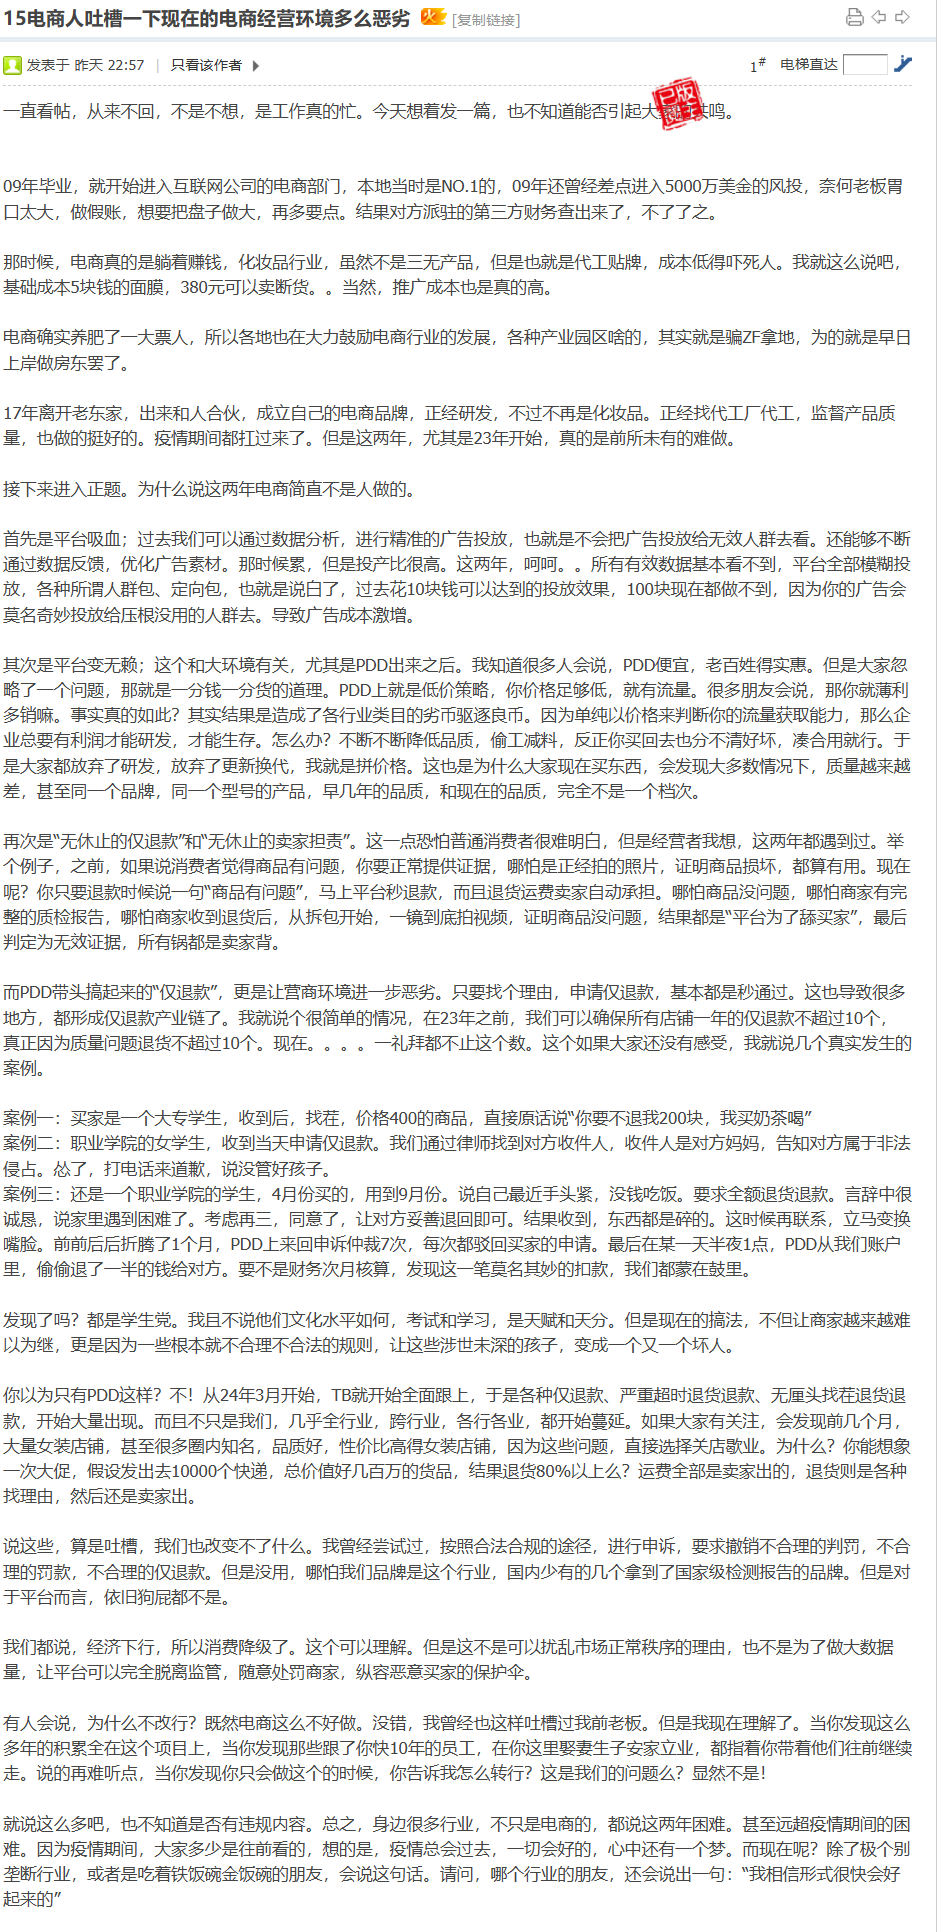 15电商人吐槽一下现在的电商经营环境多么恶劣 火 [复制链接]
发表于 昨天 22:57 | 只看该作者
1# 电梯直达
一直看帖，从来不回，不是不想，是工作真的忙。今天想着发一篇，也不知道能否引起大共鸣。
09年毕业，就开始进入互联网公司的电商部门，本地当时是NO.1的，09年还曾经差点进入5000万美金的风投，奈何老板胃
口太大，做假账，想要把盘子做大，再多要点。结果对方派驻的第三方财务查出来了，不了了之。
那时候，电商真的是躺着赚钱，化妆品行业，虽然不是三无产品，但是也就是代工贴牌，成本低得吓死人。我就这么说吧，
基础成本5块钱的面膜，380元可以卖断货。。当然，推广成本也是真的高。
电商确实养肥了一大票人，所以各地也在大力鼓励电商行业的发展，各种产业园区啥的，其实就是骗ZF拿地，为的就是早日
上岸做房东罢了。
17年离开老东家，出来和人合伙，成立自己的电商品牌，正经研发，不过不再是化妆品。正经找代工厂代工，监督产品质
量，也做的挺好的。疫情期间都扛过来了。但是这两年，尤其是23年开始，真的是前所未有的难做。
接下来进入正题。为什么说这两年电商简直不是人做的。
首先是平台吸血；过去我们可以通过数据分析，进行精准的广告投放，也就是不会把广告投放给无效人群去看。还能够不断
通过数据反馈，优化广告素材。那时候累，但是投产比很高。这两年，呵呵。。所有有效数据基本看不到，平台全部模糊投
放，各种所谓人群包、定向包，也就是说白了，过去花10块钱可以达到的投放效果，100块现在都做不到，因为你的广告会
莫名奇妙投放给压根没用的人群去。导致广告成本激增。
其次是平台变无赖；这个和大环境有关，尤其是PDD出来之后。我知道很多人会说，PDD便宜，老百姓得实惠。但是大家忽
略了一个问题，那就是一分钱一分货的道理。PDD上就是低价策略，你价格足够低，就有流量。很多朋友会说，那你就薄利
多销嘛。事实真的如此？其实结果是造成了各行业类目的劣币驱逐良币。因为单纯以价格来判断你的流量获取能力，那么企
业总要有利润才能研发，才能生存。怎么办？不断不断降低品质，偷工减料，反正你买回去也分不清好坏，凑合用就行。于
是大家都放弃了研发，放弃了更新换代，我就是拼价格。这也是为什么大家现在买东西，会发现大多数情况下，质量越来越
差，甚至同一个品牌，同一个型号的产品，早几年的品质，和现在的品质，完全不是一个档次。
再次是“无休止的仅退款”和“无休止的卖家担责”。这一点恐怕普通消费者很难明白，但是经营者我想，这两年都遇到过。举
个例子，之前，如果说消费者觉得商品有问题，你要正常提供证据，哪怕是正经拍的照片，证明商品损坏，都算有用。现在
呢？你只要退款时候说一句“商品有问题”，马上平台秒退款，而且退货运费卖家自动承担。哪怕商品没问题，哪怕商家有完
整的质检报告，哪怕商家收到退货后，从拆包开始，一镜到底拍视频，证明商品没问题，结果都是“平台为了舔买家”，最后
判定为无效证据，所有锅都是卖家背。
而PDD带头搞起来的“仅退款”，更是让营商环境进一步恶劣。只要找个理由，申请仅退款，基本都是秒通过。这也导致很多
地方，都形成仅退款产业链了。我就说个很简单的情况，在23年之前，我们可以确保所有店铺一年的仅退款不超过10个，
真正因为质量问题退货不超过10个。现在。。。。一礼拜都不止这个数。这个如果大家还没有感受，我就说几个真实发生的
案例。
案例一：买家是一个大专学生，收到后，找茬，价格400的商品，直接原话说“你要不退我200块，我买奶茶喝”
案例二：职业学院的女学生，收到当天申请仅退款。我们通过律师找到对方收件人，收件人是对方妈妈，告知对方属于非法
侵占。怂了，打电话来道歉，说没管好孩子。
案例三：还是一个职业学院的学生，4月份买的，用到9月份。说自己最近手头紧，没钱吃饭。要求全额退货退款。言辞中很
诚恳，说家里遇到困难了。考虑再三，同意了，让对方妥善退回即可。结果收到，东西都是碎的。这时候再联系，立马变换
嘴脸。前前后后折腾了1个月，PDD上来回申诉仲裁7次，每次都驳回买家的申请。最后在某一天半夜1点，PDD从我们账户
里，偷偷退了一半的钱给对方。要不是财务次月核算，发现这一笔莫名其妙的扣款，我们都蒙在鼓里。
发现了吗？都是学生党。我且不说他们文化水平如何，考试和学习，是天赋和天分。但是现在的搞法，不但让商家越来越难
以为继，更是因为一些根本就不合理不合法的规则，让这些涉世未深的孩子，变成一个又一个坏人。
你以为只有PDD这样？不！从24年3月开始，TB就开始全面跟上，于是各种仅退款、严重超时退货退款、无厘头找茬退货退
款，开始大量出现。而且不只是我们，几乎全行业，跨行业，各行各业，都开始蔓延。如果大家有关注，会发现前几个月，
大量女装店铺，甚至很多圈内知名，品质好，性价比高得女装店铺，因为这些问题，直接选择关店歇业。为什么？你能想象
一次大促，假设发出去10000个快递，总价值好几百万的货品，结果退货80%以上么？运费全部是卖家出的，退货则是各种
找理由，然后还是卖家出。
说这些，算是吐槽，我们也改变不了什么。我曾经尝试过，按照合法合规的途径，进行申诉，要求撤销不合理的判罚，不合
理的罚款，不合理的仅退款。但是没用，哪怕我们品牌是这个行业，国内少有的几个拿到了国家级检测报告的品牌。但是对
于平台而言，依旧狗屁都不是。
我们都说，经济下行，所以消费降级了。这个可以理解。但是这不是可以扰乱市场正常秩序的理由，也不是为了做大数据
量，让平台可以完全脱离监管，随意处罚商家，纵容恶意买家的保护伞。
有人会说，为什么不改行？既然电商这么不好做。没错，我曾经也这样吐槽过我前老板。但是我现在理解了。当你发现这么
多年的积累全在这个项目上，当你发现那些跟了你快10年的员工，在你这里娶妻生子安家立业，都指着你带着他们往前继续
走。说的再难听点，当你发现你只会做这个的时候，你告诉我怎么转行？这是我们的问题么？显然不是！
就说这么多吧，也不知道是否有违规内容。总之，身边很多行业，不只是电商的，都说这两年困难。甚至远超疫情期间的困
难。因为疫情期间，大家多少是往前看的，想的是，疫情总会过去，一切会好的，心中还有一个梦。而现在呢？除了极个别
垄断行业，或者是吃着铁饭碗金饭碗的朋友，会说这句话。请问，哪个行业的朋友，还会说出一句：“我相信形式很快会好
起来的”